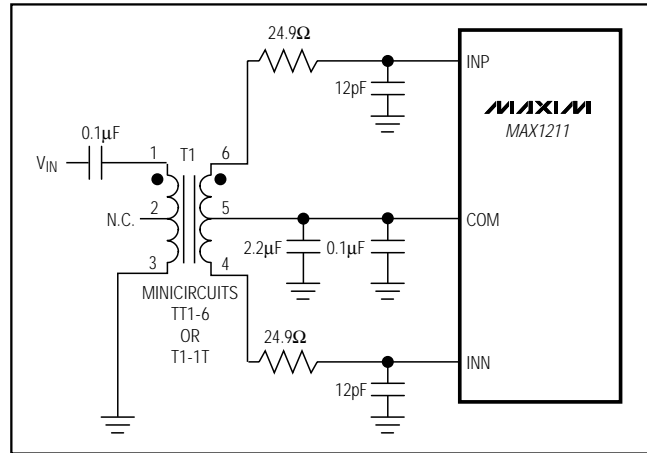 24.9Ω
INP
12pF
MAXIM
MAX1211
0.1µF
VIN
1
T1
6
N.C.
2
5
COM
2.2µF
0.1µF
3
4
MINICIRCUITS
TT1-6
OR
T1-1T
24.9Ω
INN
12pF